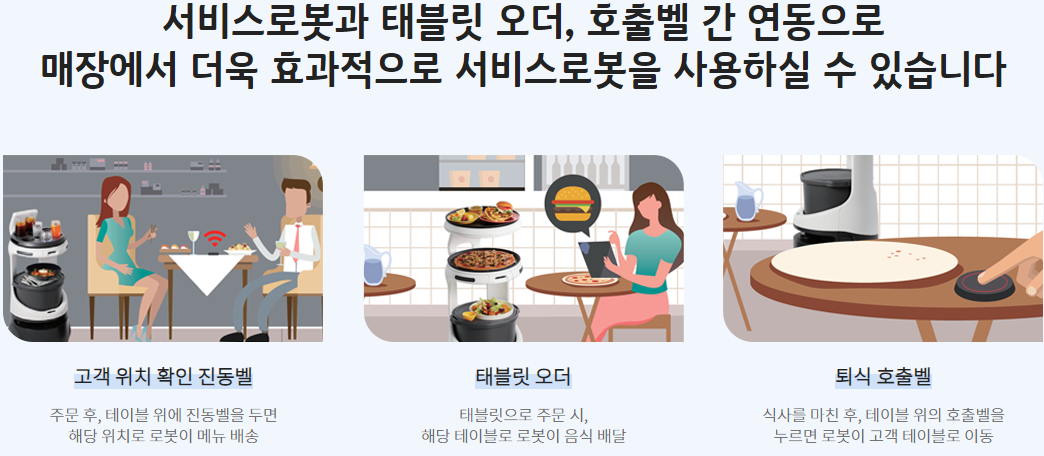 서비스로봇과 태블릿 오더, 호출벨 간 연동으로
매장에서 더욱 효과적으로 서비스로봇을 사용하실 수 있습니다
고객 위치 확인 진동벨
주문 후, 테이블 위에 진동벨을 두면
해당 위치로 로봇이 메뉴 배송
태블릿 오더
태블릿으로 주문 시,
해당 테이블로 로봇이 음식 배달
퇴식 호출벨
식사를 마친 후, 테이블 위의 호출벨을
누르면 로봇이 고객 테이블로 이동